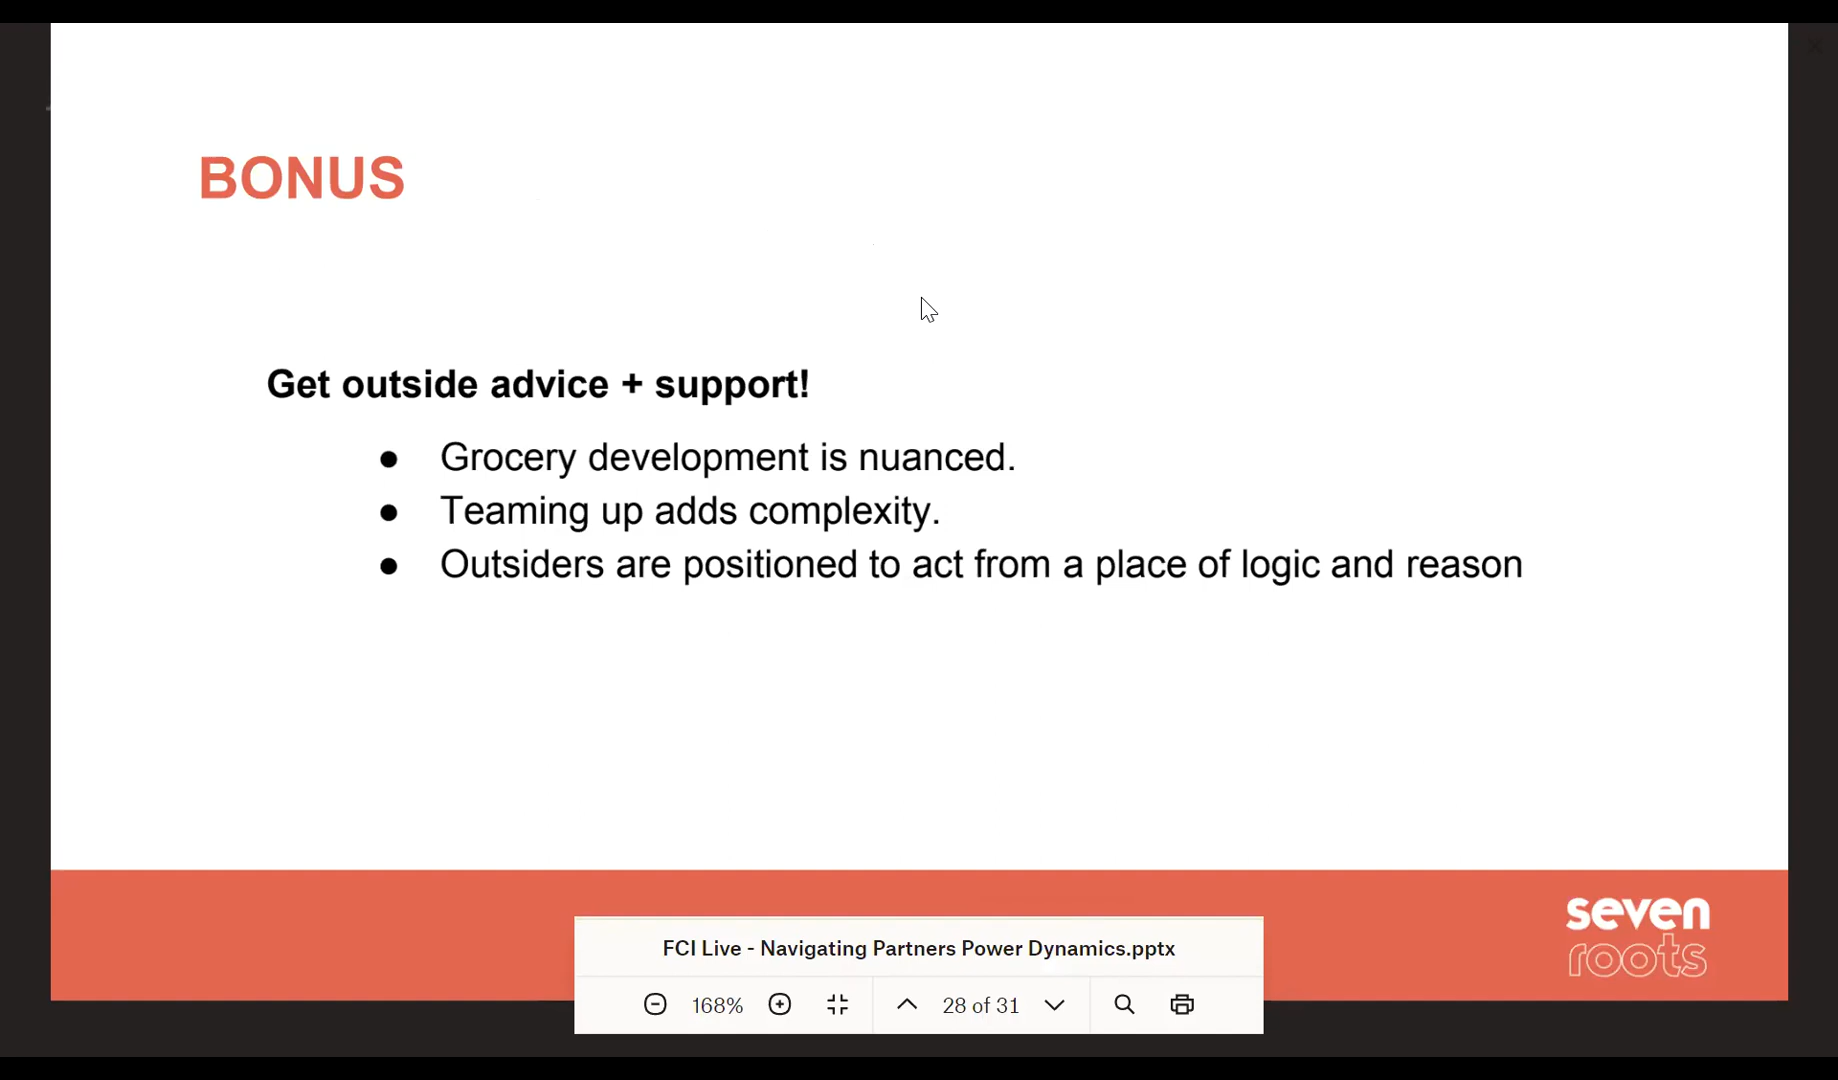 BONUS
Get outside advice + support!
● Grocery development is nuanced.
● Teaming up adds complexity.
● Outsiders are positioned to act from a place of logic and reason
seven
roots
FCI Live - Navigating Partners Power Dynamics.pptx
168%
28 of 31